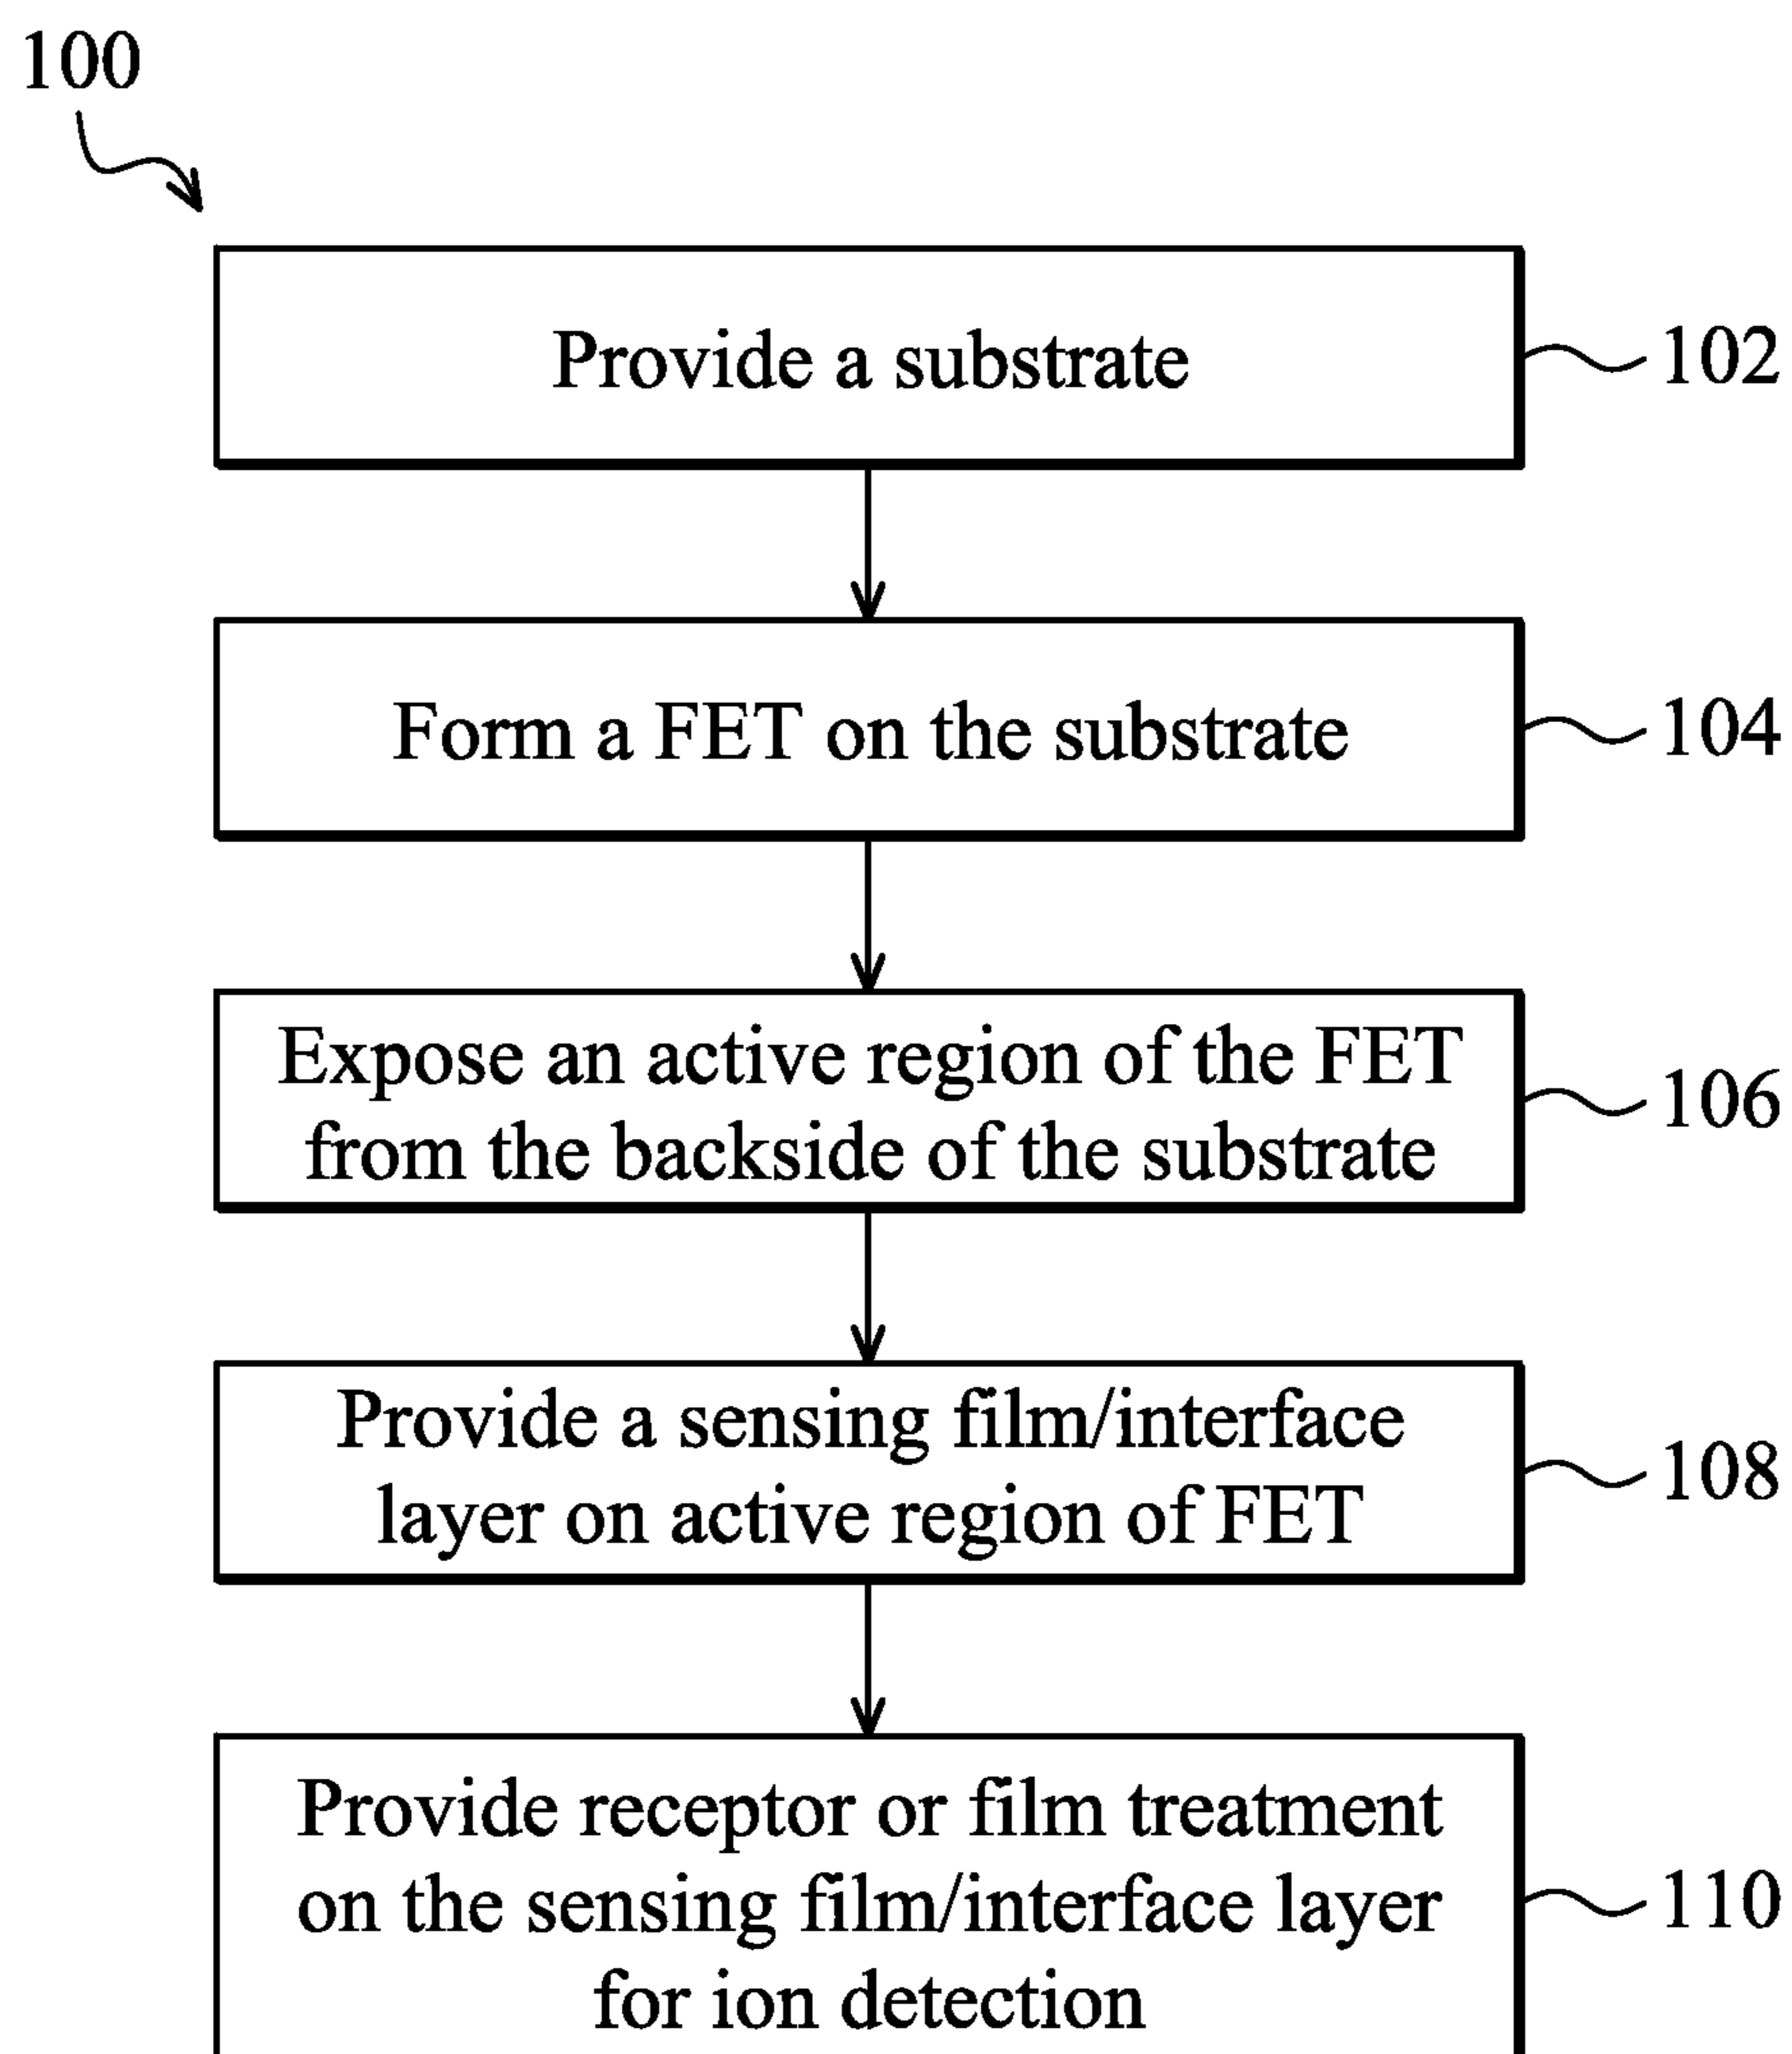 100
Provide a substrate
102
Form a FET on the substrate
104
Expose an active region of the FET
from the backside of the substrate
106
Provide a sensing film/interface
layer on active region of FET
108
Provide receptor or film treatment
on the sensing film/interface layer
for ion detection
110